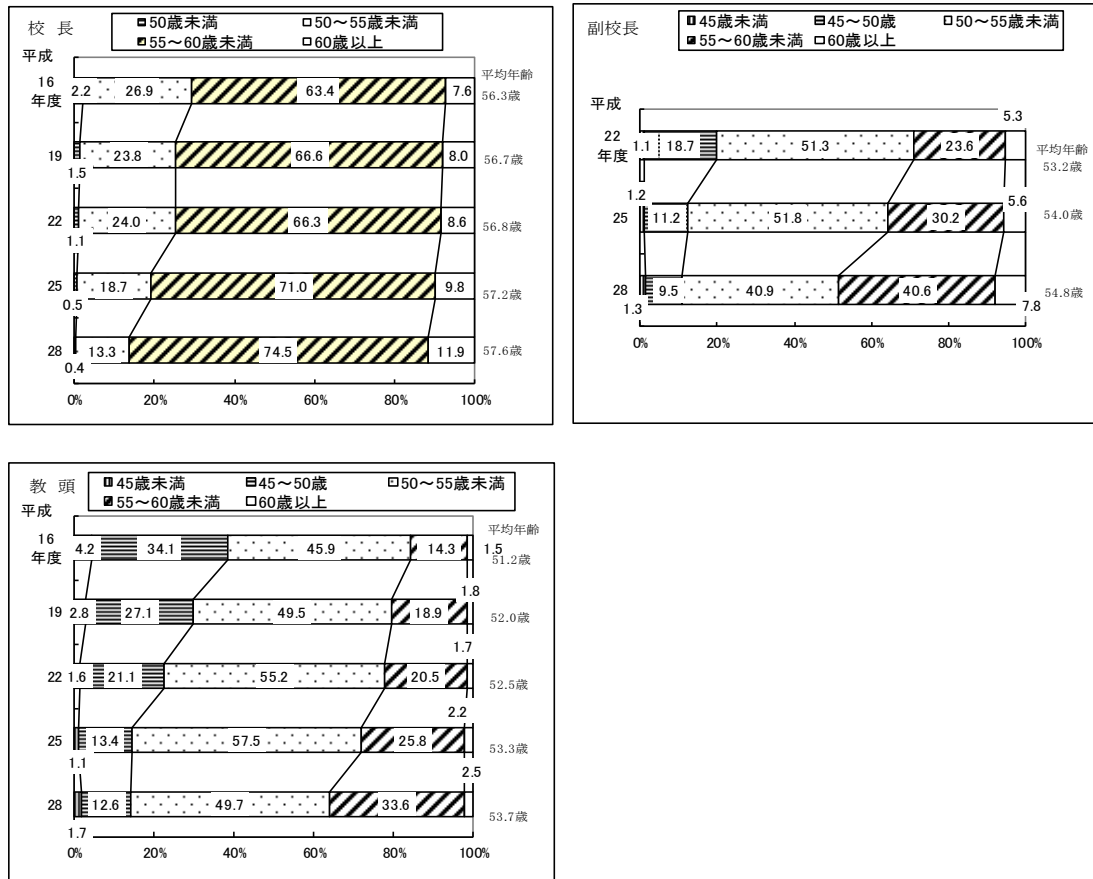 校 長
50歳未満 50～55歳未満
55～60歳未満 60歳以上
平成
平均年齢
16
年度
2.2 26.9 63.4 7.6 56.3歳
19 23.8 66.6 8.0 56.7歳
1.5
22 24.0 66.3 8.6 56.8歳
1.1
25 18.7 71.0 9.8 57.2歳
0.5
28 13.3 74.5 11.9 57.6歳
0.4
0% 20% 40% 60% 80% 100%
副校長
45歳未満 45～50歳 50～55歳未満
55～60歳未満 60歳以上
平成
5.3
22
年度
1.1 18.7 51.3 23.6
平均年齢
53.2歳
1.2 5.6
25 11.2 51.8 30.2 54.0歳
28 9.5 40.9 40.6 54.8歳
1.3 7.8
0% 20% 40% 60% 80% 100%
教 頭
45歳未満 45～50歳 50～55歳未満
55～60歳未満 60歳以上
平成
平均年齢
16
年度
4.2 34.1 45.9 14.3 1.5
51.2歳
1.8
19 2.8 27.1 49.5 18.9 52.0歳
1.7
22 1.6 21.1 55.2 20.5 52.5歳
2.2
25 13.4 57.5 25.8 53.3歳
1.1 2.5
28 12.6 49.7 33.6 53.7歳
1.7
0% 20% 40% 60% 80% 100%